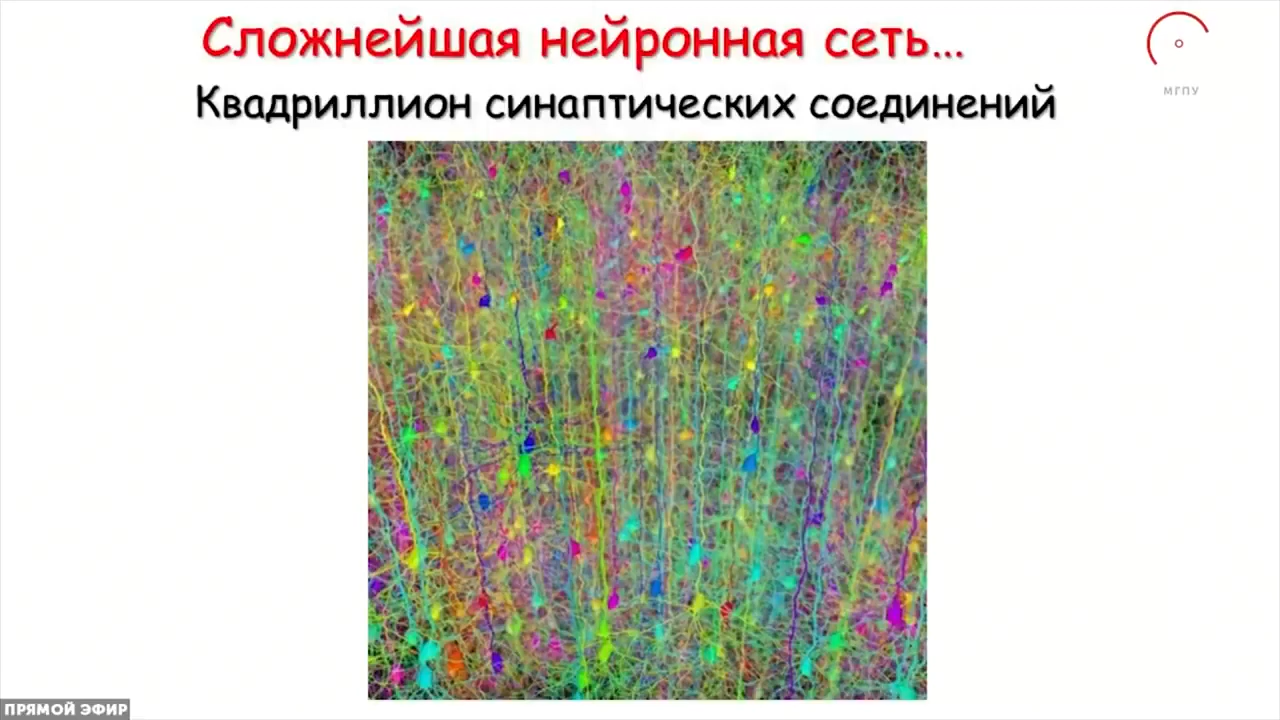 Сложнейшая нейронная сеть...
МГПУ
Квадриллион синаптических соединений
ПРЯМОЙ ЭФИР